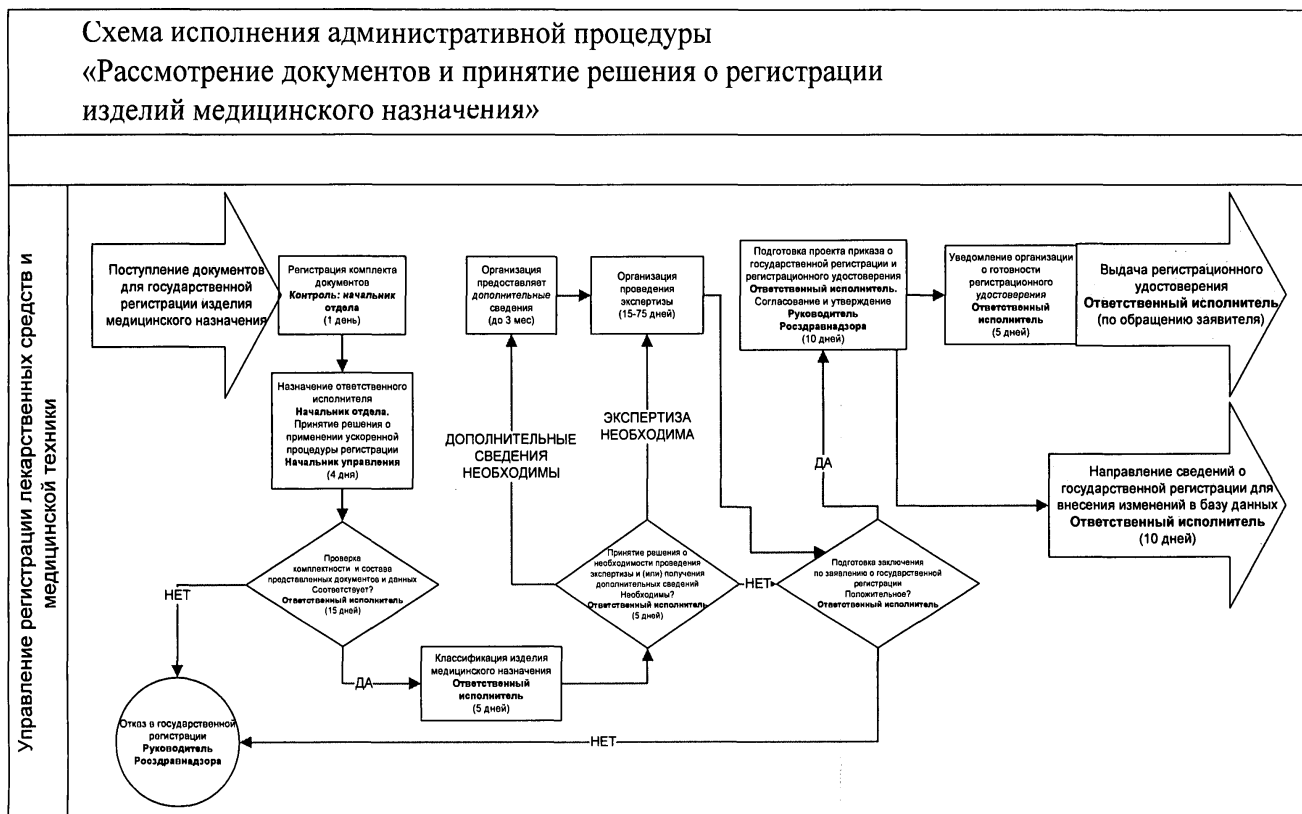 Схема исполнения административной процедуры
«Рассмотрение документов и принятие решения о регистрации
изделий медицинского назначения»
Управление регистрации лекарственных средств и
медицинской техники
Поступление документов
для государственной
регистрации изделия
медицинского назначения
Регистрация комплекта
документов
Контроль: начальник
отдела
(1 день)
Назначение ответственного
исполнителя
Начальник отдела.
Принятие решения о
применении ускоренной
процедуры регистрации
Начальник управления
(4 дня)
Проверка
комплектности и состава
представленных документов и данных
Соответствует?
Ответственный исполнитель
(15 дней)
НЕТ
ДА
Отказ в государственной
регистрации
Руководитель
Росздравнадзора
Классификация изделия
медицинского назначения
Ответственный
исполнитель
(5 дней)
Принятие решения о
необходимости проведения
экспертизы и (или) получения
дополнительных сведений
Необходимы?
Ответственный исполнитель
(5 дней)
ДОПОЛНИТЕЛЬНЫЕ
СВЕДЕНИЯ
НЕОБХОДИМЫ
ЭКСПЕРТИЗА
НЕОБХОДИМА
НЕТ
Организация
предоставляет
дополнительные
сведения
(до 3 мес)
Организация
проведения
экспертизы
(15-75 дней)
Подготовка заключения
по заявлению о государственной
регистрации
Положительное?
Ответственный исполнитель
ДА
НЕТ
Подготовка проекта приказа о
государственной регистрации и
регистрационного удостоверения
Ответственный исполнитель.
Согласование и утверждение
Руководитель
Росздравнадзора
(10 дней)
Уведомление организации
о готовности
регистрационного
удостоверения
Ответственный
исполнитель
(5 дней)
Выдача регистрационного
удостоверения
Ответственный исполнитель
(по обращению заявителя)
Направление сведений о
государственной регистрации для
внесения изменений в базу данных
Ответственный исполнитель
(10 дней)